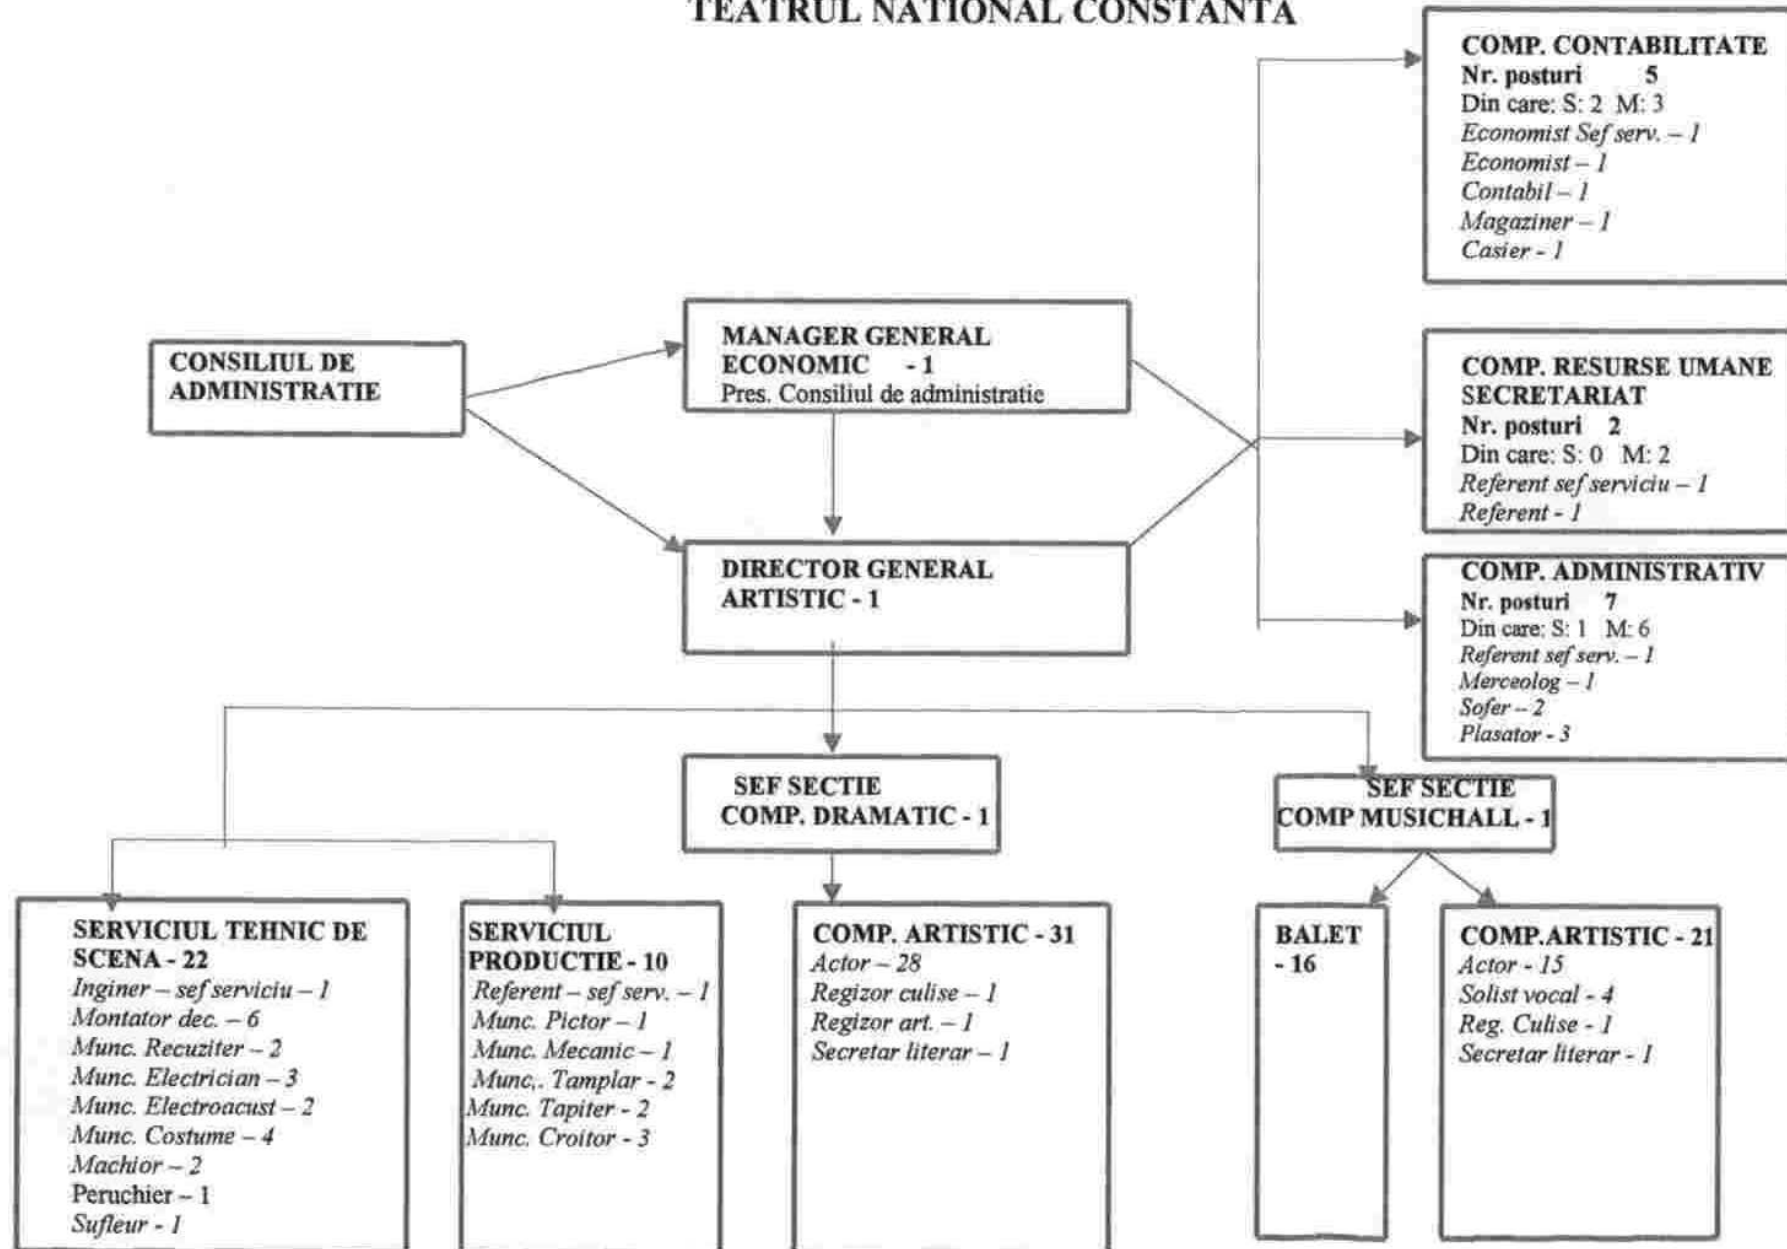 TEATRUL NATIONAL CONSTANTA
COMP. CONTABILITATE
Nr. posturi 5
Din care: S: 2 M: 3
Economist Sef serv. – 1
Economist – 1
Contabil – 1
Magaziner – 1
Casier - 1
CONSILIUL DE
ADMINISTRATIE
MANAGER GENERAL
ECONOMIC - 1
Pres. Consiliul de administratie
COMP. RESURSE UMANE
SECRETARIAT
Nr. posturi 2
Din care: S: 0 M: 2
Referent sef serviciu – 1
Referent - 1
DIRECTOR GENERAL
ARTISTIC - 1
COMP. ADMINISTRATIV
Nr. posturi 7
Din care: S: 1 M: 6
Referent sef serv. – 1
Merceolog – 1
Sofer – 2
Plasator - 3
SEF SECTIE
COMP. DRAMATIC - 1
SEF SECTIE
COMP MUSICHALL - 1
SERVICIUL TEHNIC DE
SCENA - 22
Inginer – sef serviciu – 1
Montator dec. – 6
Munc. Recuziter – 2
Munc. Electrician – 3
Munc. Electroacust – 2
Munc. Costume – 4
Machior – 2
Peruchier – 1
Sufleur - 1
SERVICIUL
PRODUCTIE - 10
Referent – sef serv. – 1
Munc. Pictor – 1
Munc. Mecanic – 1
Munc,. Tamplar - 2
Munc. Tapiter - 2
Munc. Croitor - 3
COMP. ARTISTIC - 31
Actor – 28
Regizor culise – 1
Regizor art. – 1
Secretar literar – 1
BALET
- 16
COMP.ARTISTIC - 21
Actor - 15
Solist vocal - 4
Reg. Culise - 1
Secretar literar - 1